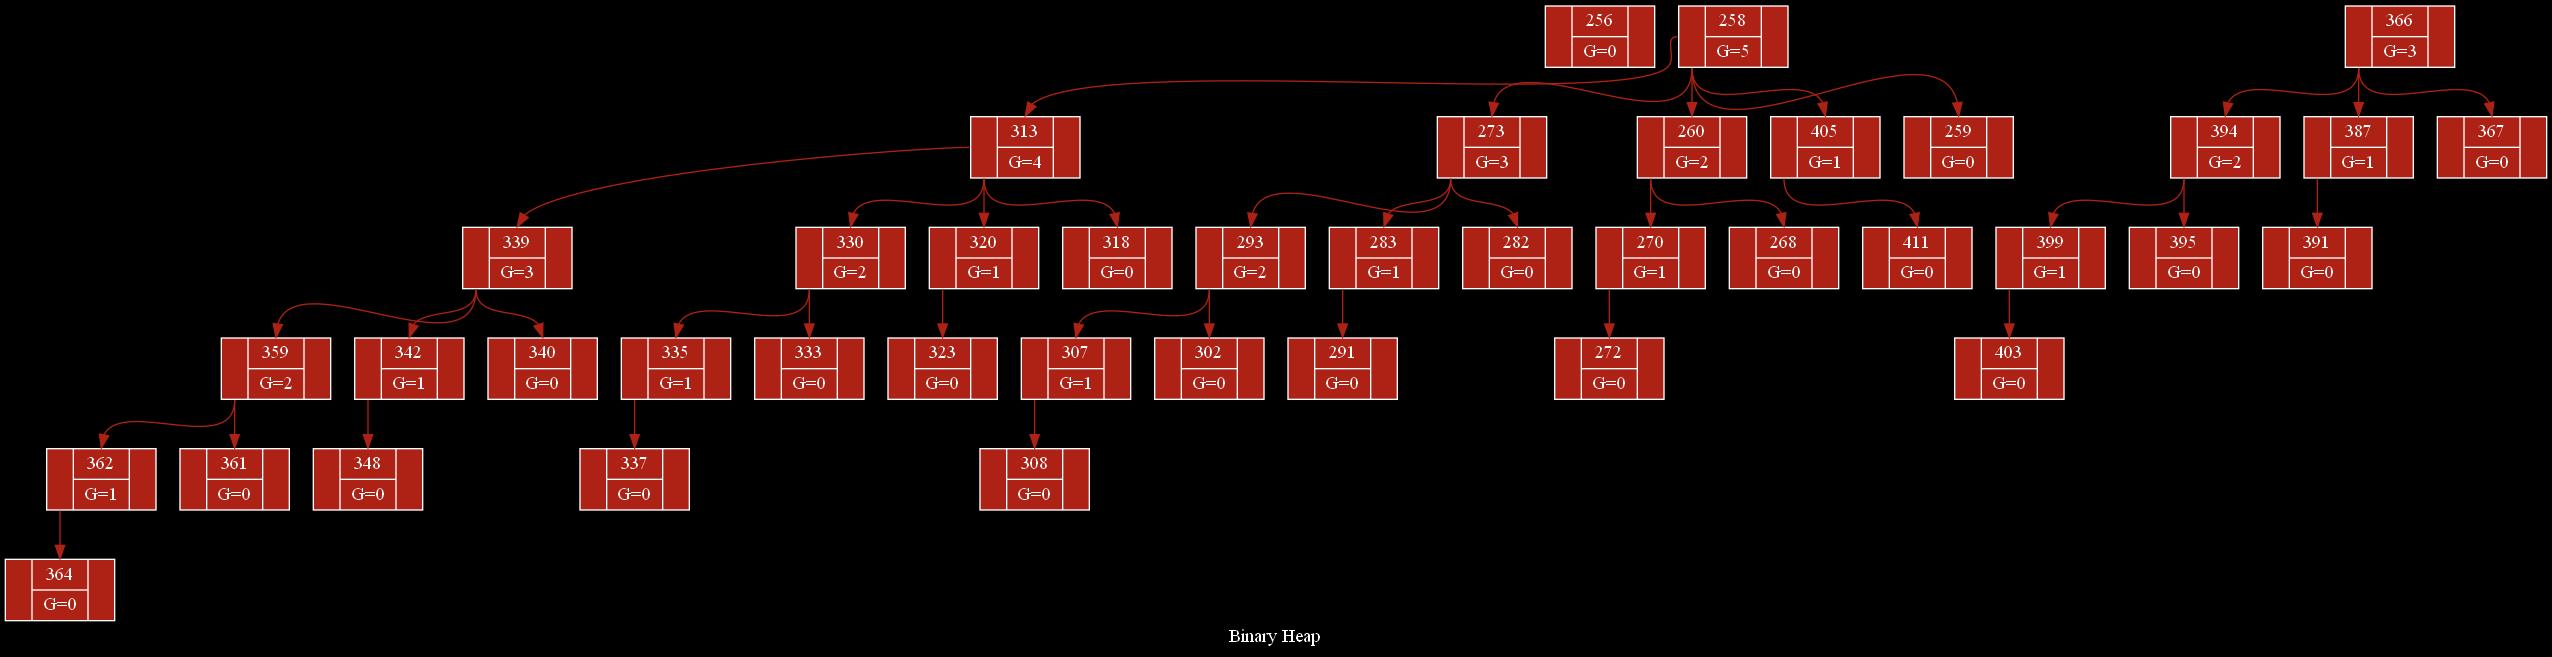 256
G=0
258
G=5
366
G=3
313
G=4
273
G=3
260
G=2
405
G=1
259
G=0
394
G=2
387
G=1
367
G=0
339
G=3
330
G=2
320
G=1
318
G=0
293
G=2
283
G=1
282
G=0
270
G=1
268
G=0
411
G=0
399
G=1
395
G=0
391
G=0
359
G=2
342
G=1
340
G=0
335
G=1
333
G=0
323
G=0
307
G=1
302
G=0
291
G=0
272
G=0
403
G=0
362
G=1
361
G=0
348
G=0
337
G=0
308
G=0
364
G=0
Binary Heap